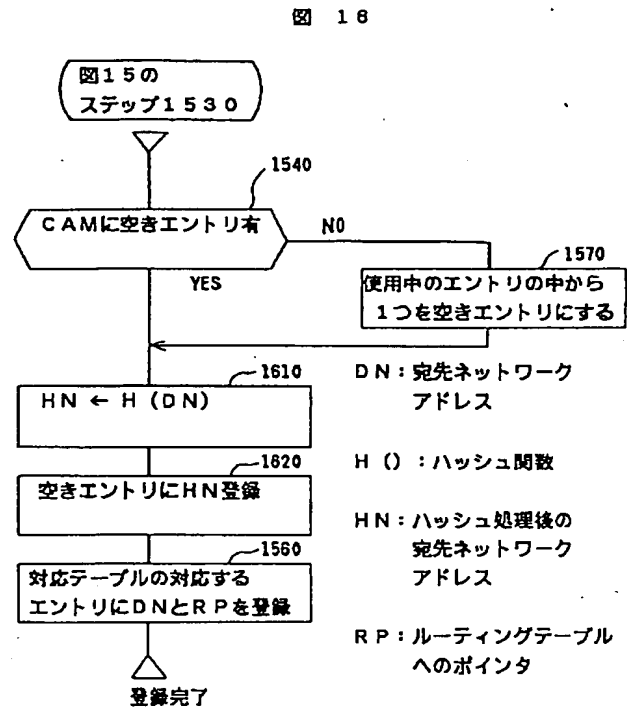 図 18
図15の
ステップ1530
1540
CAMに空きエントリ有
NO
YES
1570
使用中のエントリの中から
1つを空きエントリにする
1610
HN ← H (DN)
1620
空きエントリにHN登録
1560
対応テーブルの対応する
エントリにDNとRPを登録
登録完了
DN:宛先ネットワーク
アドレス
H () :ハッシュ関数
HN:ハッシュ処理後の
宛先ネットワーク
アドレス
RP:ルーティングテーブル
へのポインタ